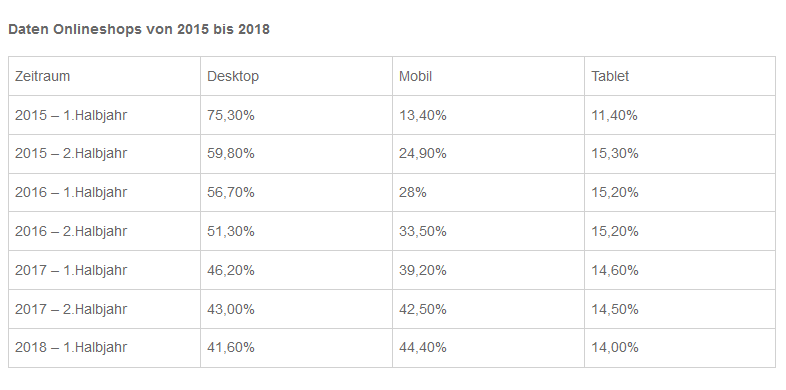 Daten Onlineshops von 2015 bis 2018
Zeitraum Desktop Mobil Tablet
2015 – 1.Halbjahr 75,30% 13,40% 11,40%
2015 – 2.Halbjahr 59,80% 24,90% 15,30%
2016 – 1.Halbjahr 56,70% 28% 15,20%
2016 – 2.Halbjahr 51,30% 33,50% 15,20%
2017 – 1.Halbjahr 46,20% 39,20% 14,60%
2017 – 2.Halbjahr 43,00% 42,50% 14,50%
2018 – 1.Halbjahr 41,60% 44,40% 14,00%